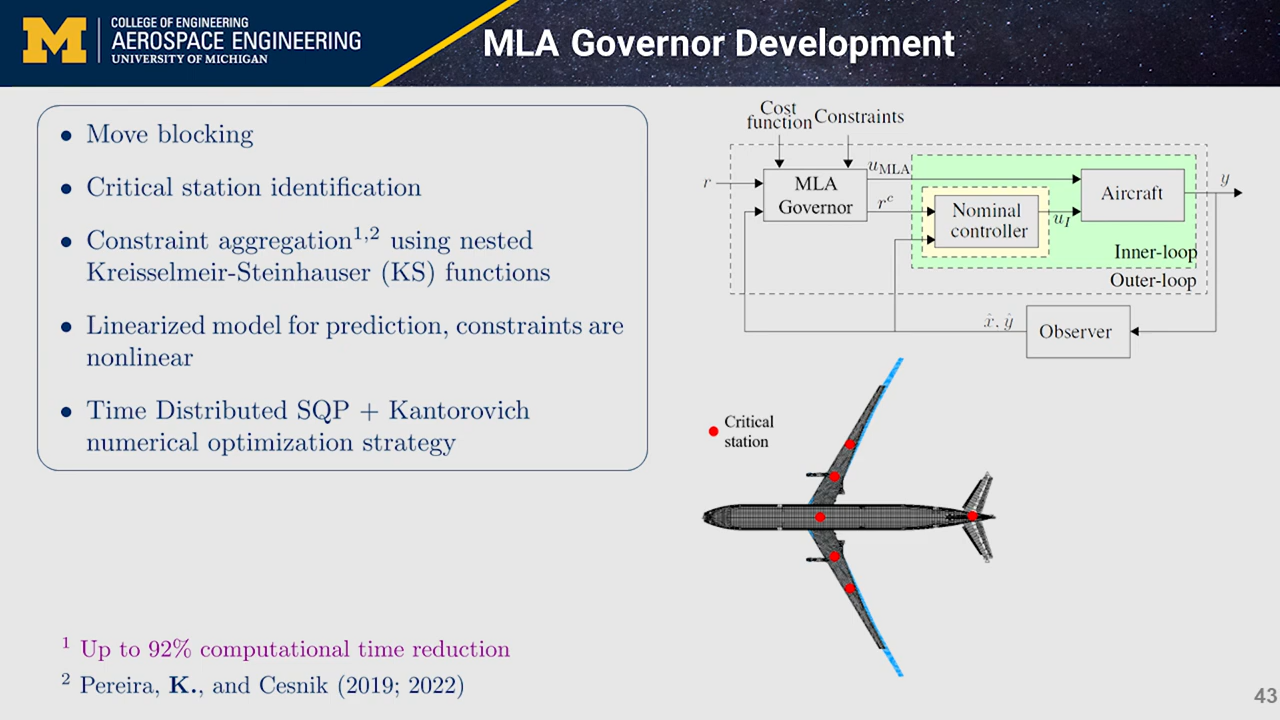 COLLEGE OF ENGINEERING
AEROSPACE ENGINEERING
UNIVERSITY OF MICHIGAN
MLA Governor Development
• Move blocking
• Critical station identification
• Constraint aggregation¹,² using nested
Kreisselmeir-Steinhauser (KS) functions
• Linearized model for prediction, constraints are
nonlinear
• Time Distributed SQP + Kantorovich
numerical optimization strategy
¹ Up to 92% computational time reduction
² Pereira, K., and Cesnik (2019; 2022)
Cost
function
Constraints
r
MLA
Governor
u_MLA
r^c
Nominal
controller
u_I
Aircraft
y
Inner-loop
Outer-loop
x̂, ŷ
Observer
Critical
station
43